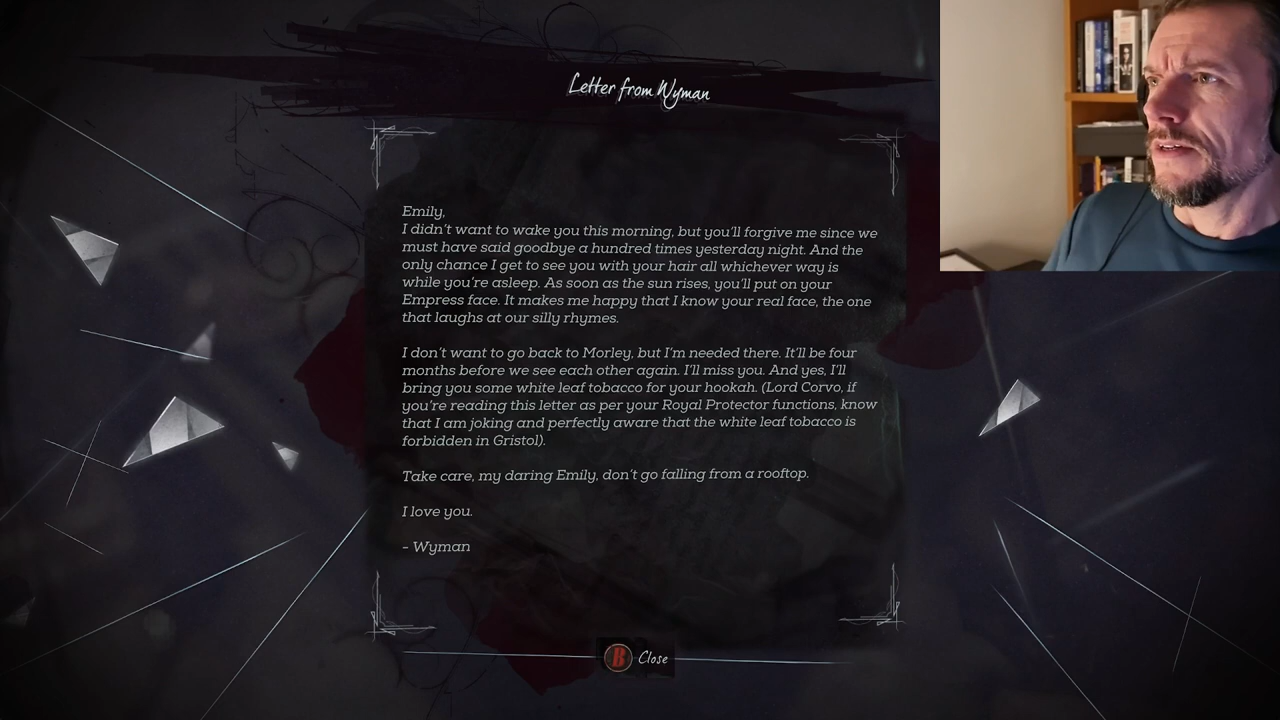 Letter from Wyman
Emily,
I didn't want to wake you this morning, but you'll forgive me since we
must have said goodbye a hundred times yesterday night. And the
only chance I get to see you with your hair all whichever way is
while you're asleep. As soon as the sun rises, you'll put on your
Empress face. It makes me happy that I know your real face, the one
that laughs at our silly rhymes.
I don't want to go back to Morley, but I'm needed there. It'll be four
months before we see each other again. I'll miss you. And yes, I'll
bring you some white leaf tobacco for your hookah. (Lord Corvo, if
you're reading this letter as per your Royal Protector functions, know
that I am joking and perfectly aware that the white leaf tobacco is
forbidden in Gristol).
Take care, my daring Emily, don't go falling from a rooftop.
I love you.
- Wyman
B Close